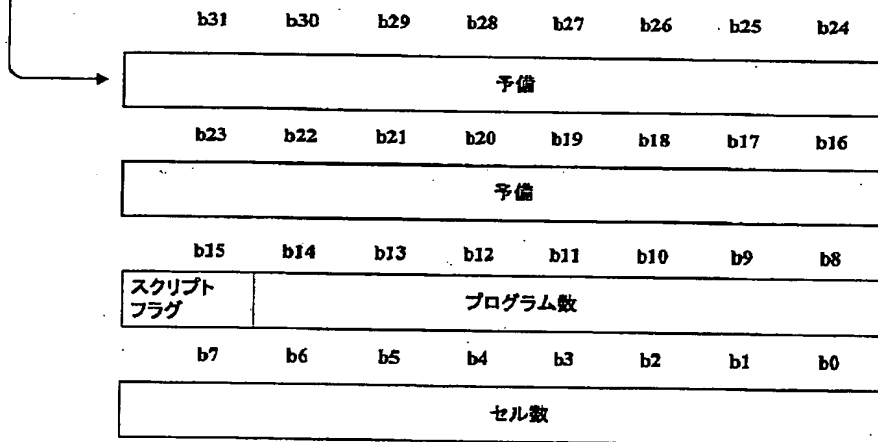 b31 b30 b29 b28 b27 b26 b25 b24
予備
b23 b22 b21 b20 b19 b18 b17 b16
予備
b15 b14 b13 b12 b11 b10 b9 b8
スクリプト
フラグ
プログラム数
b7 b6 b5 b4 b3 b2 b1 b0
セル数